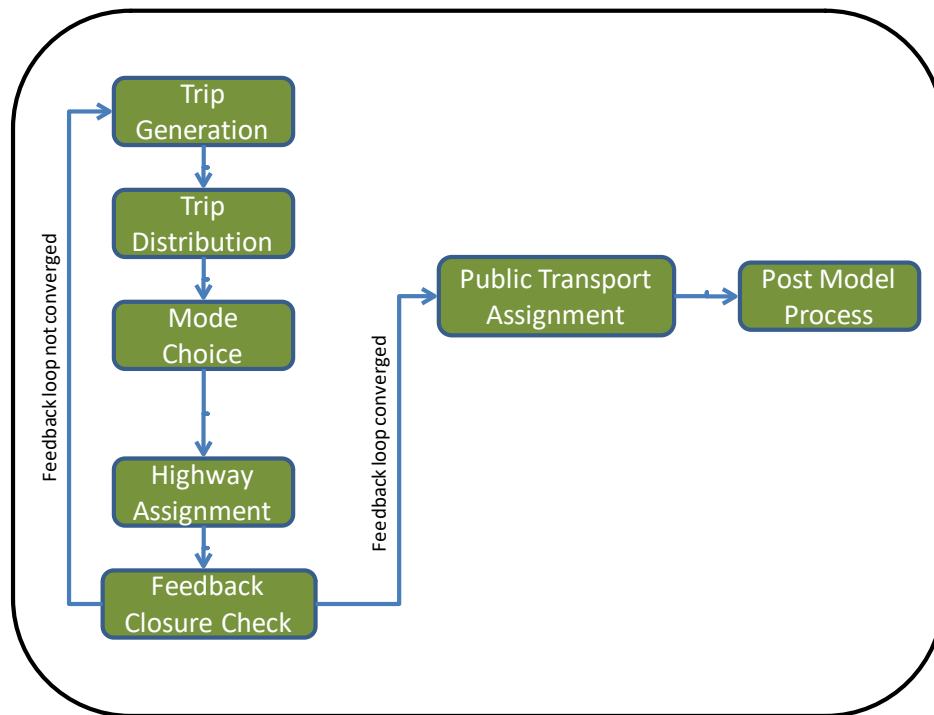 Trip
Generation
Trip
Distribution
Mode
Choice
Highway
Assignment
Feedback
Closure Check
Feedback loop not converged
Feedback loop converged
Public Transport
Assignment
Post Model
Process